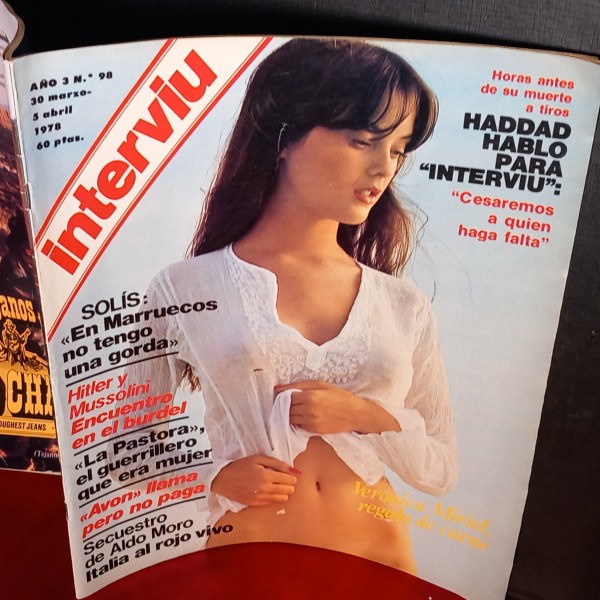 AÑO 3 N.º 98
30 marzo-
5 abril
1978
60 ptas.
interviu
Horas antes
de su muerte
a tiros
HADDAD
HABLO
PARA
"INTERVIU":
"Cesaremos
a quien
haga falta"
SOLÍS:
«En Marruecos
no tengo
una gorda»
Hitler y
Mussolini
Encuentro
en el burdel
«La Pastora»,
el guerrillero
que era mujer
«Avon» llama
pero no paga
Secuestro
de Aldo Moro
Italia al rojo vivo
regalo de carne
OUGHEST JEANS